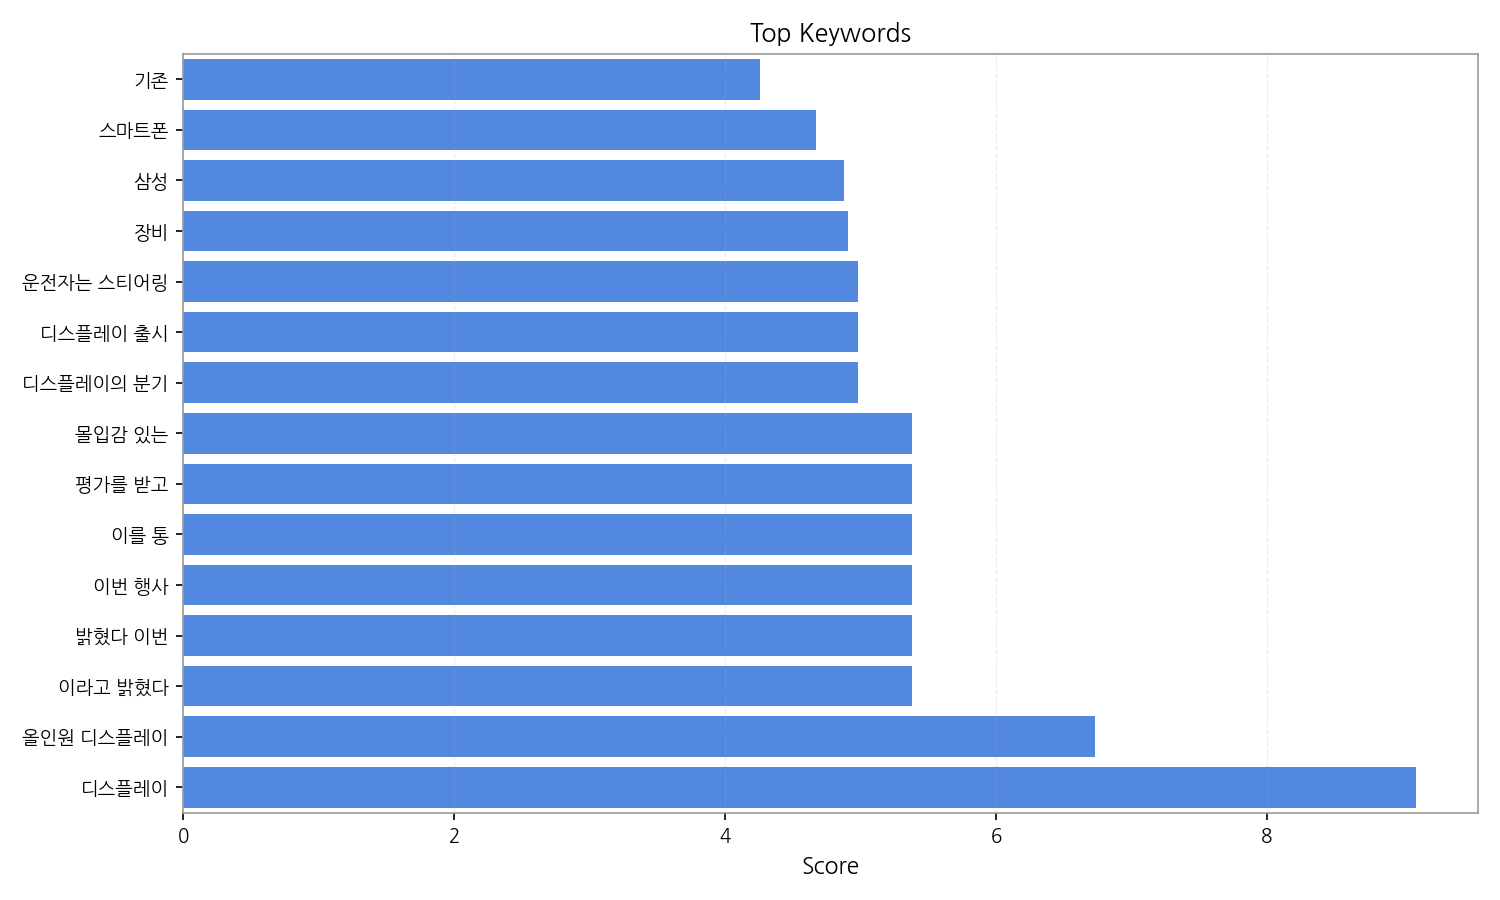 Top Keywords
기존
스마트폰
삼성
장비
운전자는 스티어링
디스플레이 출시
디스플레이의 분기
몰입감 있는
평가를 받고
이를 통
이번 행사
밝혔다 이번
이라고 밝혔다
올인원 디스플레이
디스플레이
0 2 4 6 8
Score